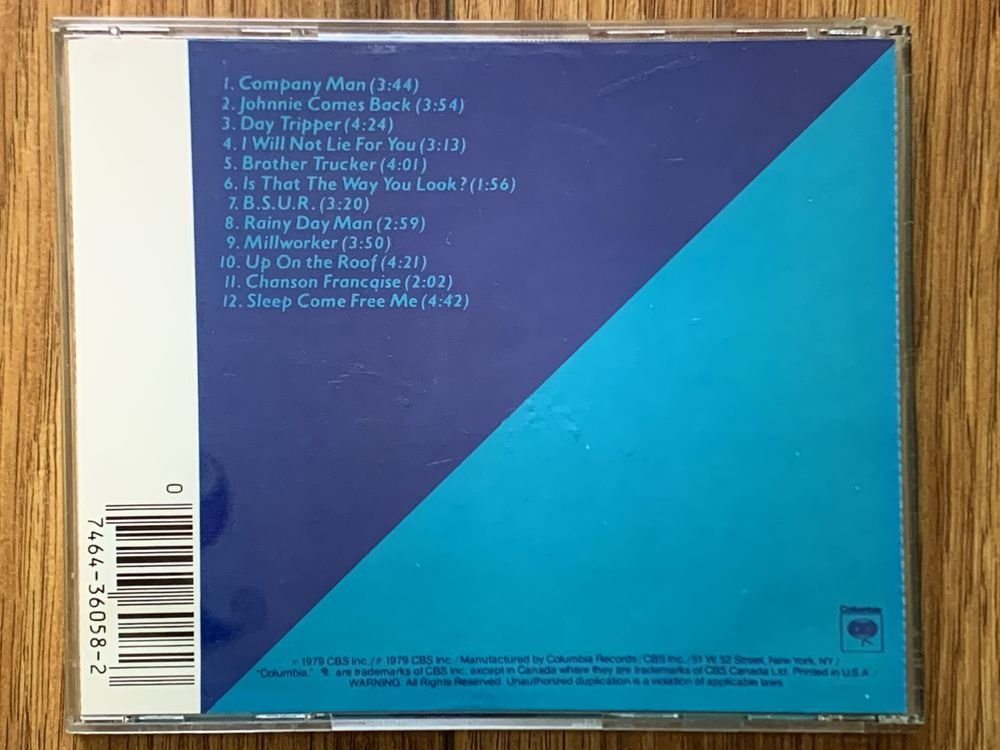 1. Company Man (3:44)
2. Johnnie Comes Back (3:54)
3. Day Tripper (4:24)
4. I Will Not Lie For You (3:13)
5. Brother Trucker (4:01)
6. Is That The Way You Look? (1:56)
7. B.S.U.R. (3:20)
8. Rainy Day Man (2:59)
9. Millworker (3:50)
10. Up On the Roof (4:21)
11. Chanson Francqise (2:02)
12. Sleep Come Free Me (4:42)
0
7464-36058-2
Columbia
© 1979 CBS Inc. / ℗ 1979 CBS Inc. / Manufactured by Columbia Records / CBS Inc. / 51 W. 52 Street, New York, NY /
"Columbia," are trademarks of CBS Inc. except in Canada where they are trademarks of CBS Canada Ltd. Printed in U.S.A.
WARNING: All Rights Reserved. Unauthorized duplication is a violation of applicable laws.